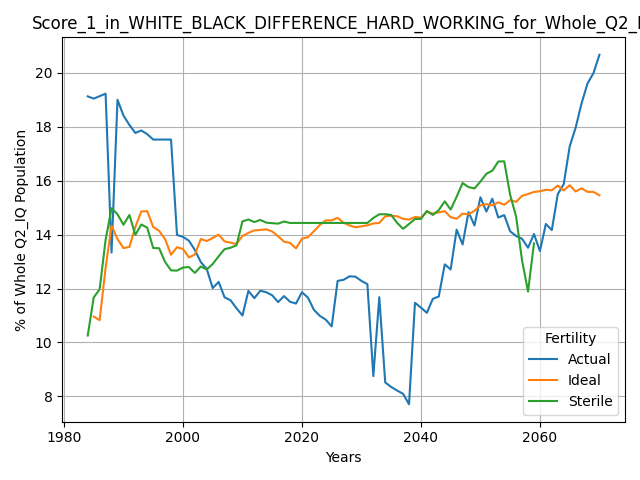 Score_1_in_WHITE_BLACK_DIFFERENCE_HARD_WORKING_for_Whole_Q2_
% of Whole Q2_IQ Population
20
18
16
14
12
10
8
1980
2000
2020
2040
2060
Years
Fertility
Actual
Ideal
Sterile